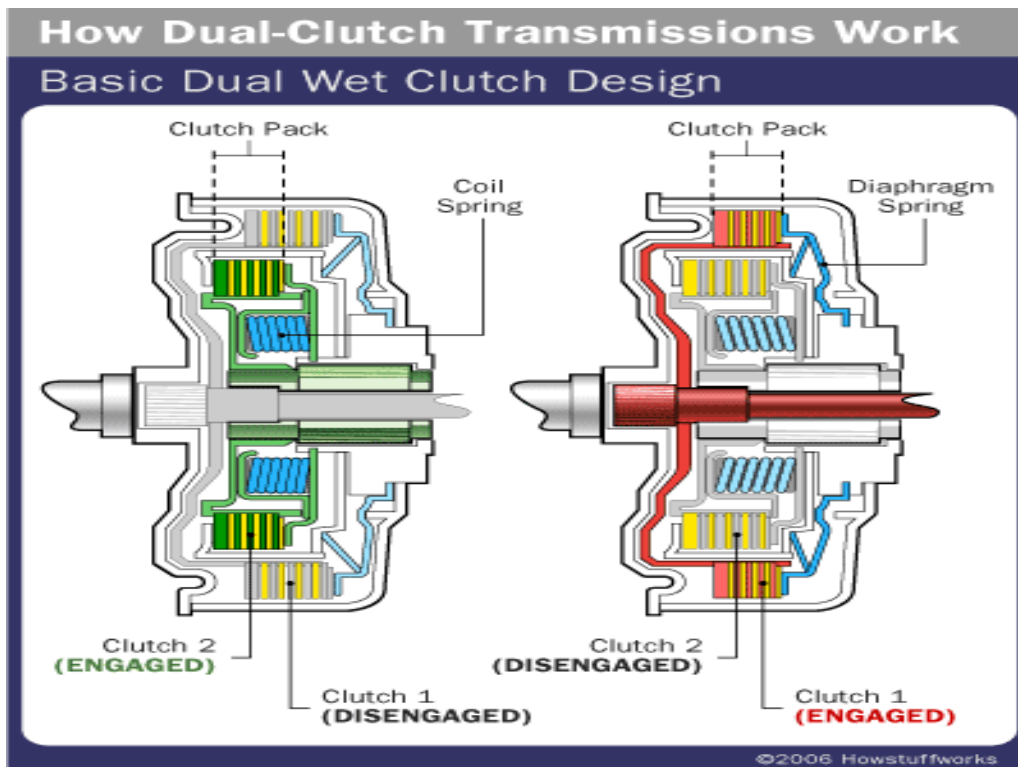 How Dual-Clutch Transmissions Work
Basic Dual Wet Clutch Design
Clutch Pack
Coil
Spring
Clutch 2
(ENGAGED)
Clutch 1
(DISENGAGED)
Clutch Pack
Diaphragm
Spring
Clutch 2
(DISENGAGED)
Clutch 1
(ENGAGED)
©2006 Howstuffworks